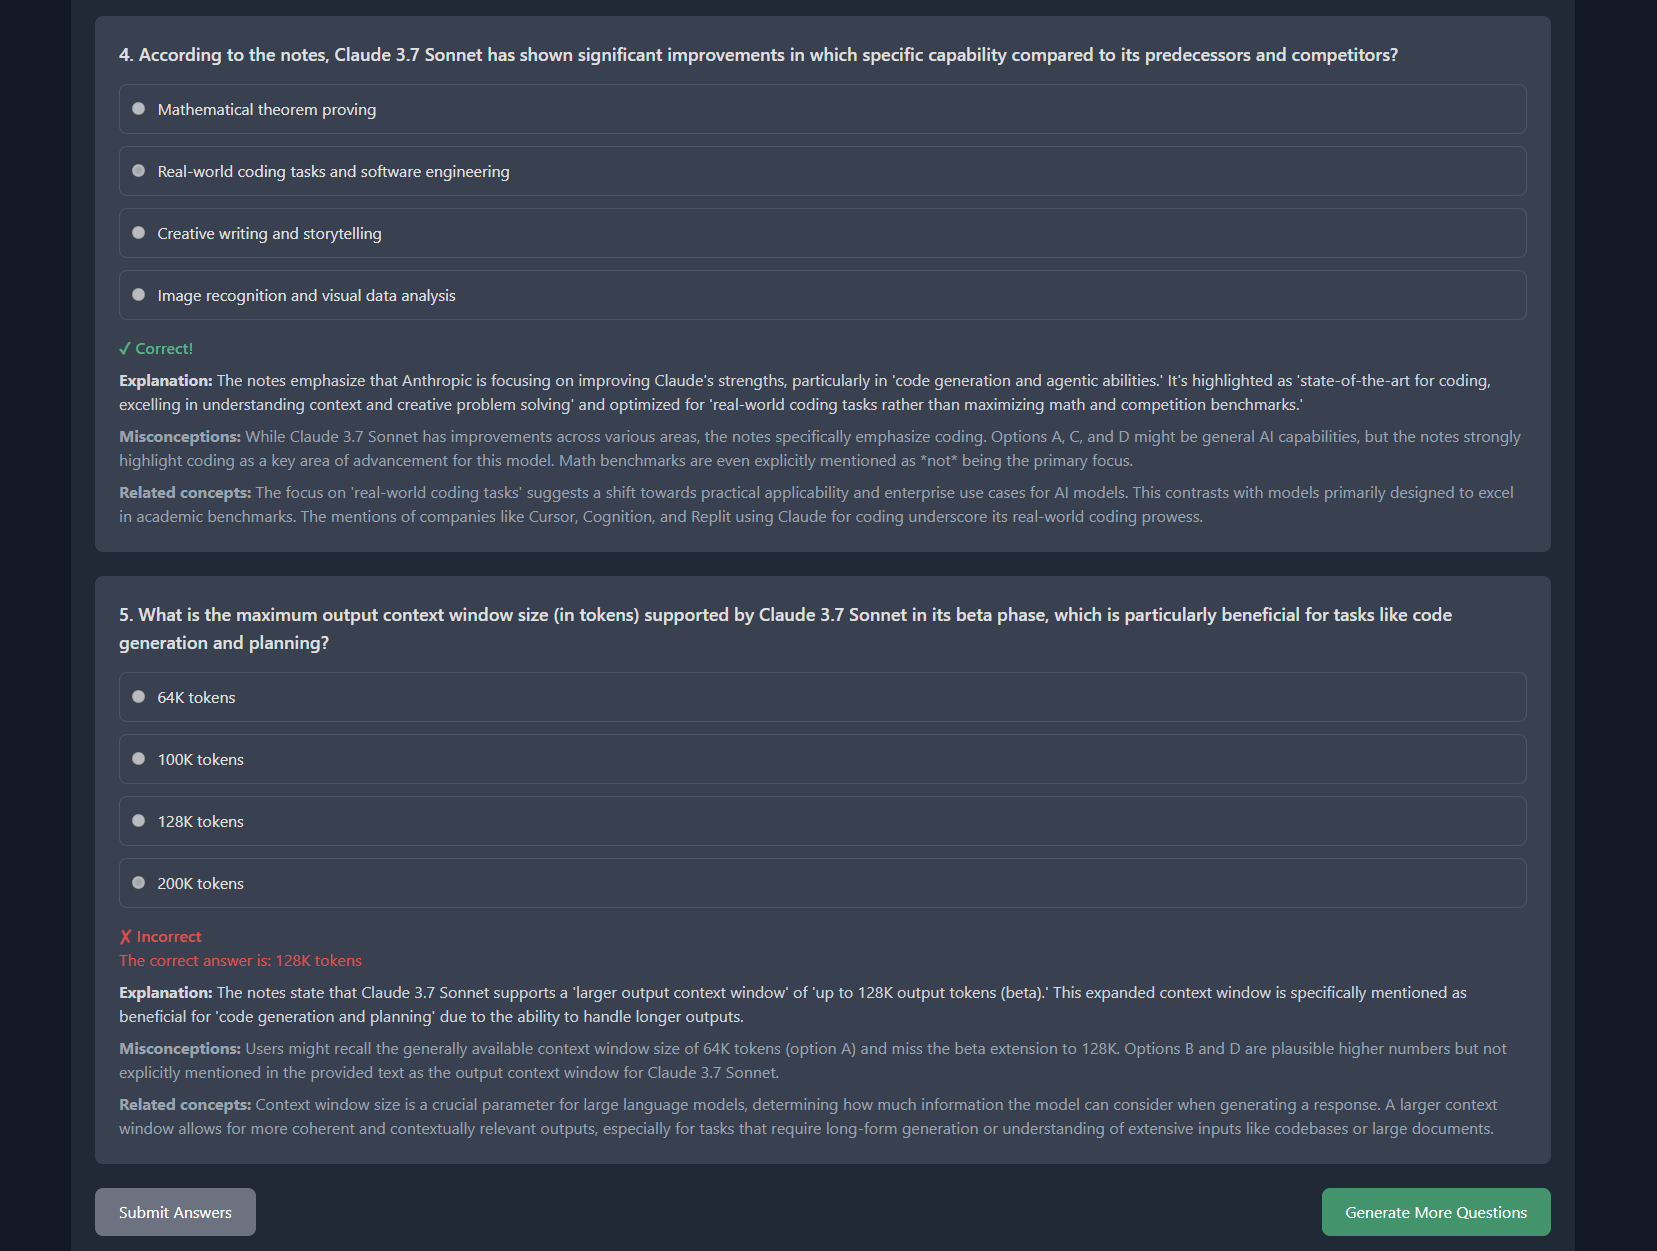 4. According to the notes, Claude 3.7 Sonnet has shown significant improvements in which specific capability compared to its predecessors and competitors?
Mathematical theorem proving
Real-world coding tasks and software engineering
Creative writing and storytelling
Image recognition and visual data analysis
✓ Correct!
Explanation: The notes emphasize that Anthropic is focusing on improving Claude's strengths, particularly in 'code generation and agentic abilities.' It's highlighted as 'state-of-the-art for coding,
excelling in understanding context and creative problem solving' and optimized for 'real-world coding tasks rather than maximizing math and competition benchmarks.'
Misconceptions: While Claude 3.7 Sonnet has improvements across various areas, the notes specifically emphasize coding. Options A, C, and D might be general AI capabilities, but the notes strongly
highlight coding as a key area of advancement for this model. Math benchmarks are even explicitly mentioned as *not* being the primary focus.
Related concepts: The focus on 'real-world coding tasks' suggests a shift towards practical applicability and enterprise use cases for AI models. This contrasts with models primarily designed to excel
in academic benchmarks. The mentions of companies like Cursor, Cognition, and Replit using Claude for coding underscore its real-world coding prowess.
5. What is the maximum output context window size (in tokens) supported by Claude 3.7 Sonnet in its beta phase, which is particularly beneficial for tasks like code
generation and planning?
64K tokens
100K tokens
128K tokens
200K tokens
✗ Incorrect
The correct answer is: 128K tokens
Explanation: The notes state that Claude 3.7 Sonnet supports a 'larger output context window' of 'up to 128K output tokens (beta).' This expanded context window is specifically mentioned as
beneficial for 'code generation and planning' due to the ability to handle longer outputs.
Misconceptions: Users might recall the generally available context window size of 64K tokens (option A) and miss the beta extension to 128K. Options B and D are plausible higher numbers but not
explicitly mentioned in the provided text as the output context window for Claude 3.7 Sonnet.
Related concepts: Context window size is a crucial parameter for large language models, determining how much information the model can consider when generating a response. A larger context
window allows for more coherent and contextually relevant outputs, especially for tasks that require long-form generation or understanding of extensive inputs like codebases or large documents.
Submit Answers
Generate More Questions